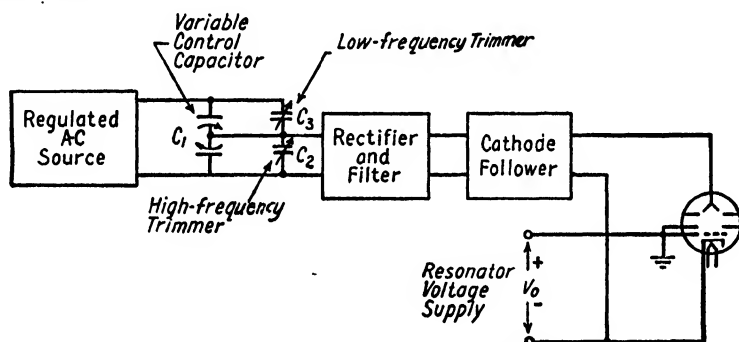 Variable
Control
Capacitor
Low-frequency Trimmer
Regulated
A-C
Source
C1
C3
C2
Rectifier
and
Filter
Cathode
Follower
High-frequency
Trimmer
Resonator
Voltage
Supply
+
V0
-